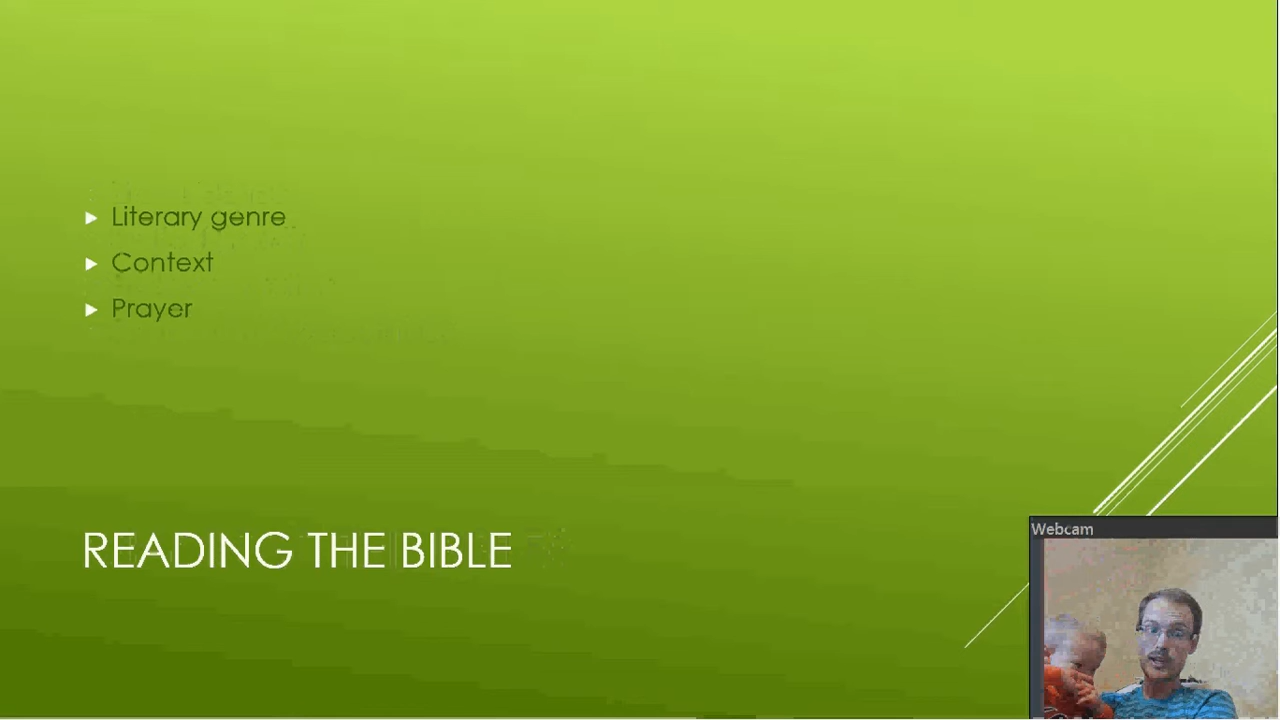 Literary genre
Context
Prayer
READING THE BIBLE
Webcam